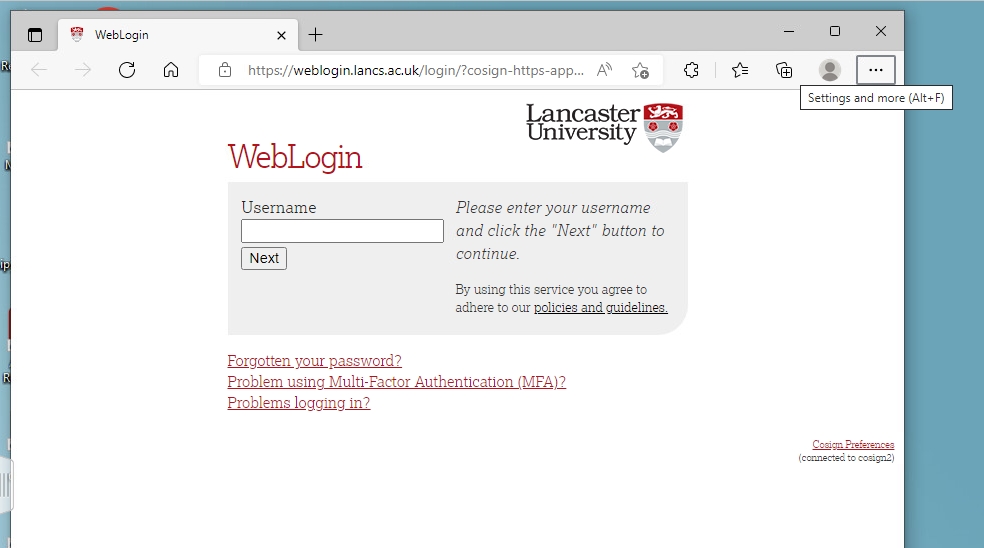 WebLogin
https://weblogin.lancs.ac.uk/login/?cosign-https-app...
Settings and more (Alt+F)
Lancaster
University
WebLogin
Username
Next
Please enter your username
and click the "Next" button to
continue.
By using this service you agree to
adhere to our policies and guidelines.
Forgotten your password?
Problem using Multi-Factor Authentication (MFA)?
Problems logging in?
Cosign Preferences
(connected to cosign2)